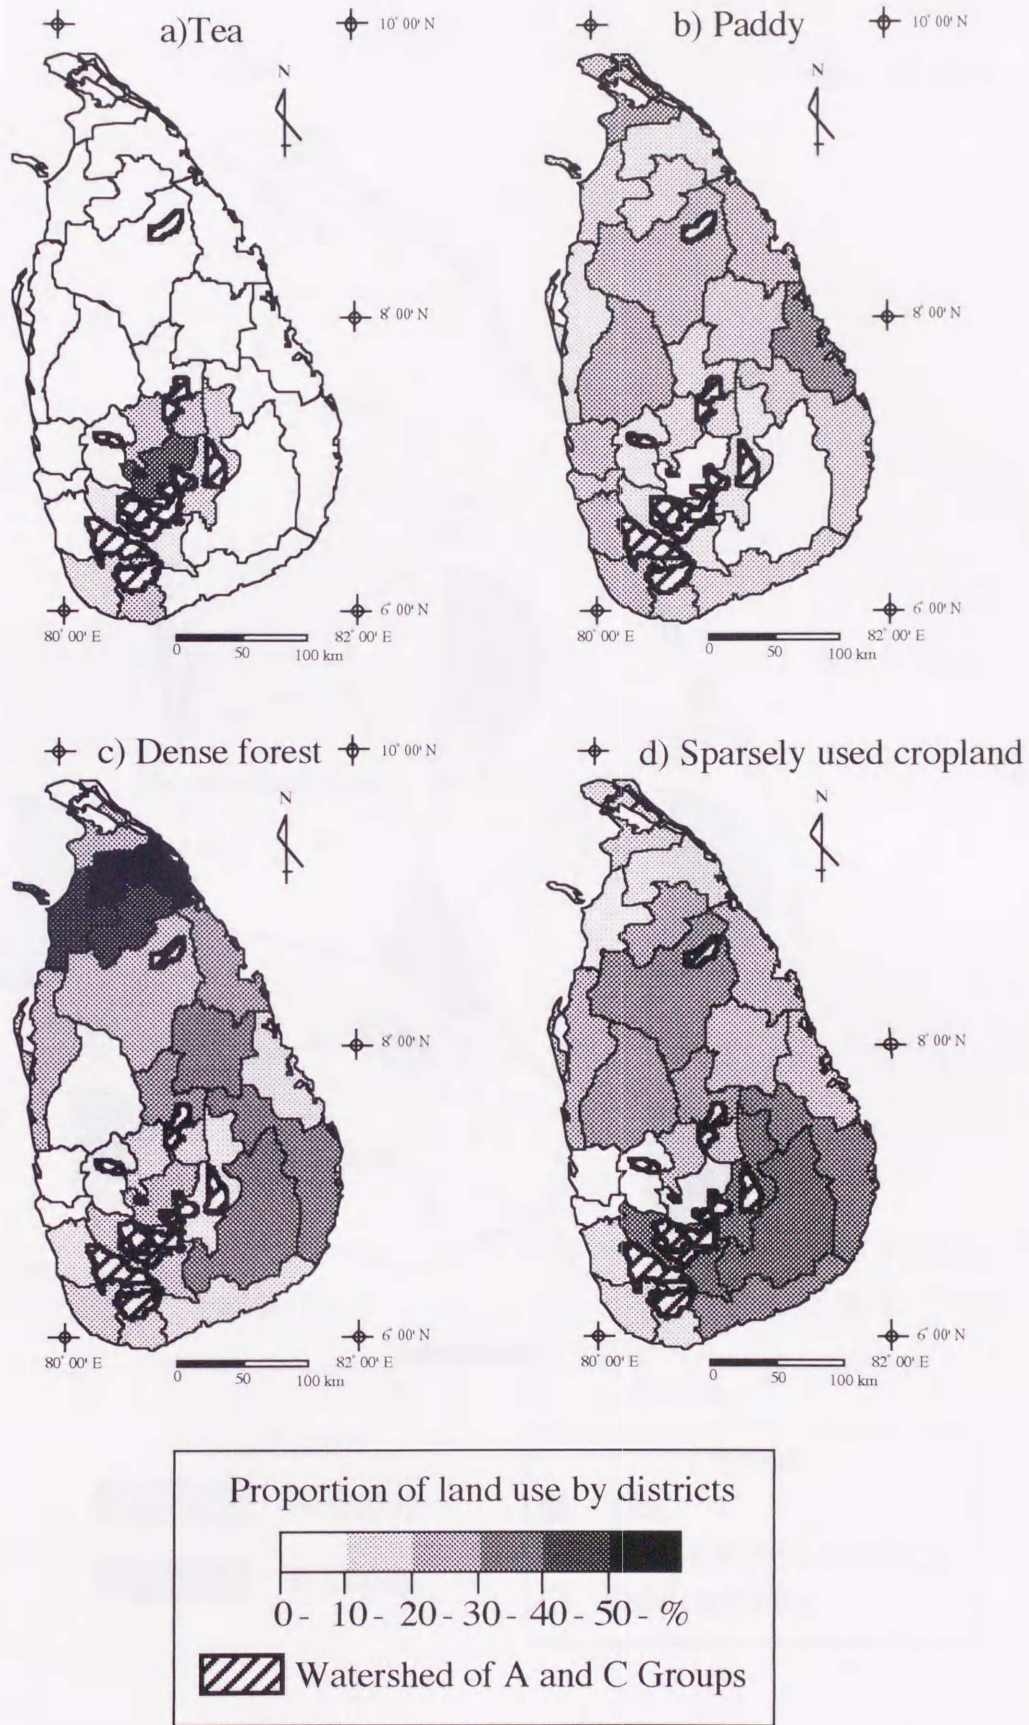 a)Tea
10° 00' N
N
8° 00' N
6° 00' N
80° 00' E
82° 00' E
0 50 100 km
b) Paddy
10° 00' N
N
8° 00' N
6° 00' N
80° 00' E
82° 00' E
0 50 100 km
c) Dense forest
10° 00' N
N
8° 00' N
6° 00' N
80° 00' E
82° 00' E
0 50 100 km
d) Sparsely used cropland
N
8° 00' N
6° 00' N
80° 00' E
82° 00' E
0 50 100 km
Proportion of land use by districts
0 - 10 - 20 - 30 - 40 - 50 - %
Watershed of A and C Groups